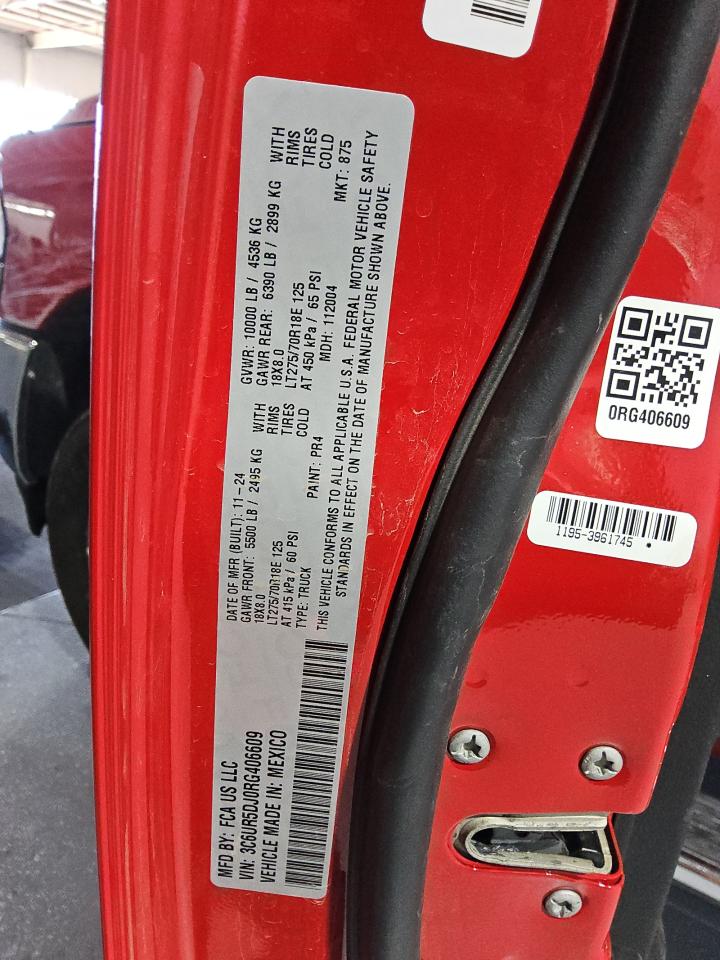 MFD BY: FCA US LLC
VIN: 3C6UR5DJ0RG406609
VEHICLE MADE IN: MEXICO
DATE OF MFR (BUILT): 11-24
GAWR FRONT: 5500 LB / 2495 KG WITH
18X8.0 RIMS
LT275/70R18E 125 TIRES
AT 415 kPa / 60 PSI COLD
TYPE: TRUCK PAINT: PR4
GVWR: 10000 LB / 4536 KG
GAWR REAR: 6390 LB / 2899 KG WITH
18X8.0 RIMS
LT275/70R18E 125 TIRES
AT 450 kPa / 65 PSI COLD
MDH: 112004 MKT: 875
THIS VEHICLE CONFORMS TO ALL APPLICABLE U.S.A. FEDERAL MOTOR VEHICLE SAFETY
STANDARDS IN EFFECT ON THE DATE OF MANUFACTURE SHOWN ABOVE.
0RG406609
1195-3961745